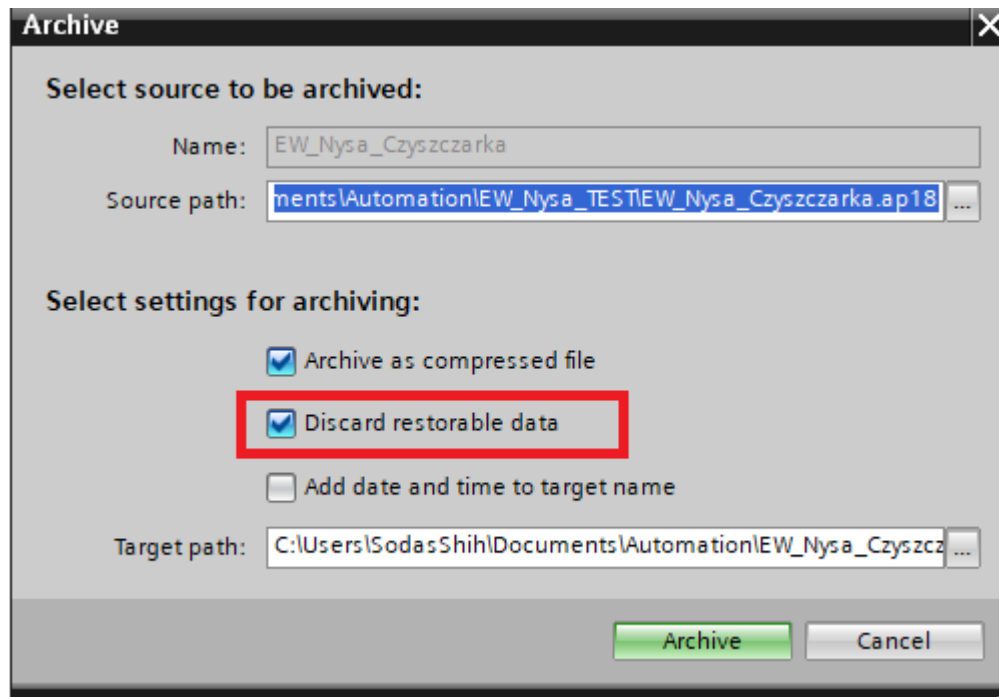 Archive
Select source to be archived:
Name: EW_Nysa_Czyszczarka
Source path: ments\Automation\EW_Nysa_TEST\EW_Nysa_Czyszczarka.ap18 ...
Select settings for archiving:
Archive as compressed file
Discard restorable data
Add date and time to target name
Target path: C:\Users\SodasShih\Documents\Automation\EW_Nysa_Czyszcz ...
Archive Cancel